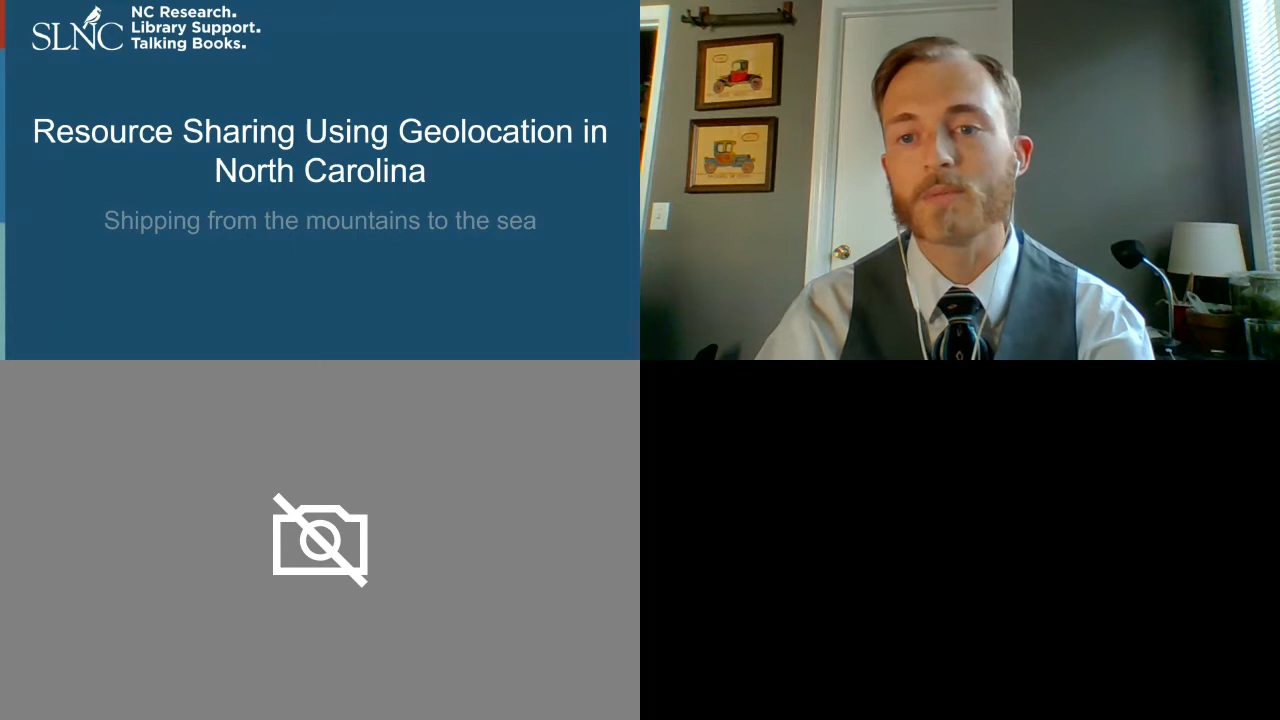 SLNC
NC Research.
Library Support.
Talking Books.
Resource Sharing Using Geolocation in
North Carolina
Shipping from the mountains to the sea